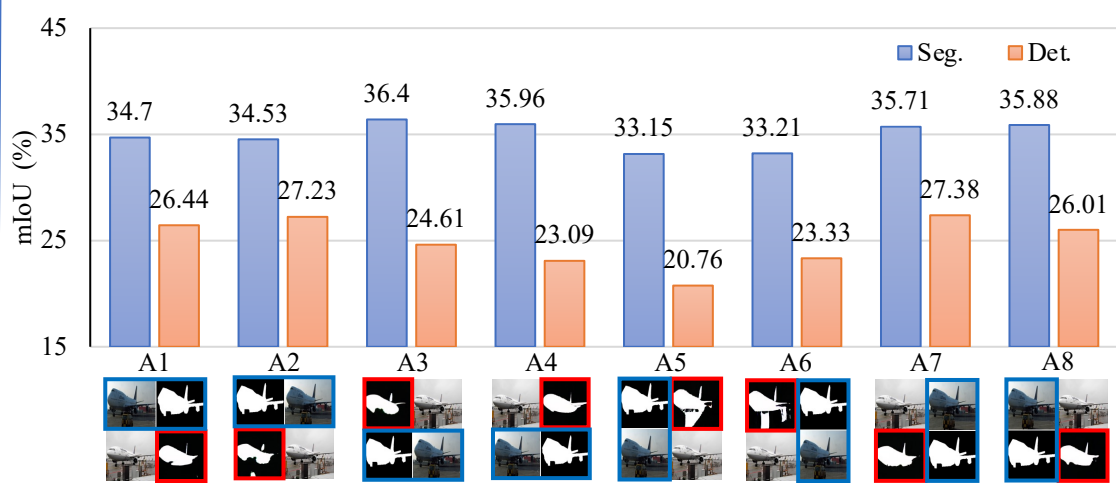 45
Seg. Det.
36.4 35.96 35.71 35.88
34.7 34.53 33.15 33.21
35
mIoU (%)
26.44 27.23 24.61 23.09 20.76 23.33 27.38 26.01
25
15
A1 A2 A3 A4 A5 A6 A7 A8